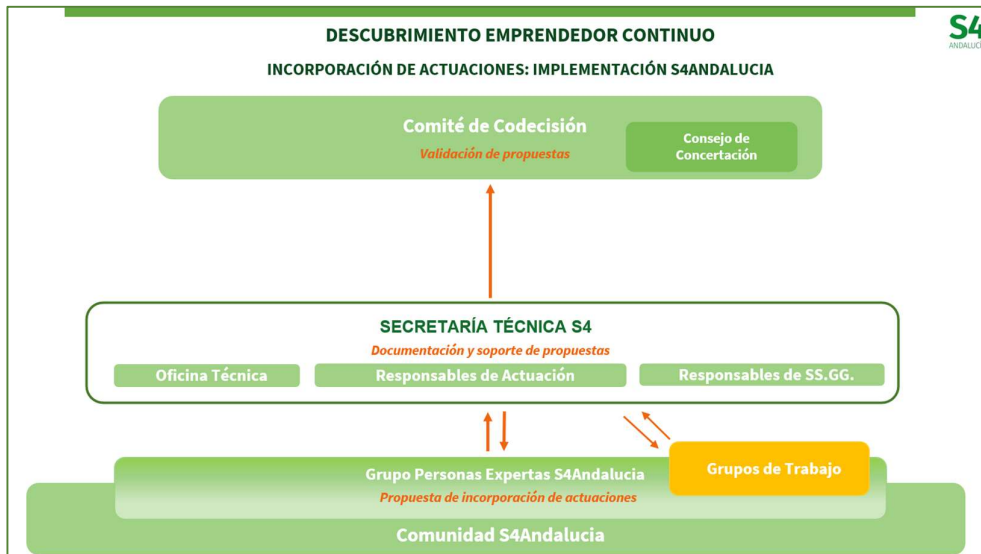 S4
ANDALUCÍA
DESCUBRIMIENTO EMPRENDEDOR CONTINUO
INCORPORACIÓN DE ACTUACIONES: IMPLEMENTACIÓN S4ANDALUCIA
Comité de Codecisión
Validación de propuestas
Consejo de
Concertación
SECRETARÍA TÉCNICA S4
Documentación y soporte de propuestas
Oficina Técnica
Responsables de Actuación
Responsables de SS.GG.
Grupo Personas Expertas S4Andalucia
Propuesta de incorporación de actuaciones
Grupos de Trabajo
Comunidad S4Andalucia